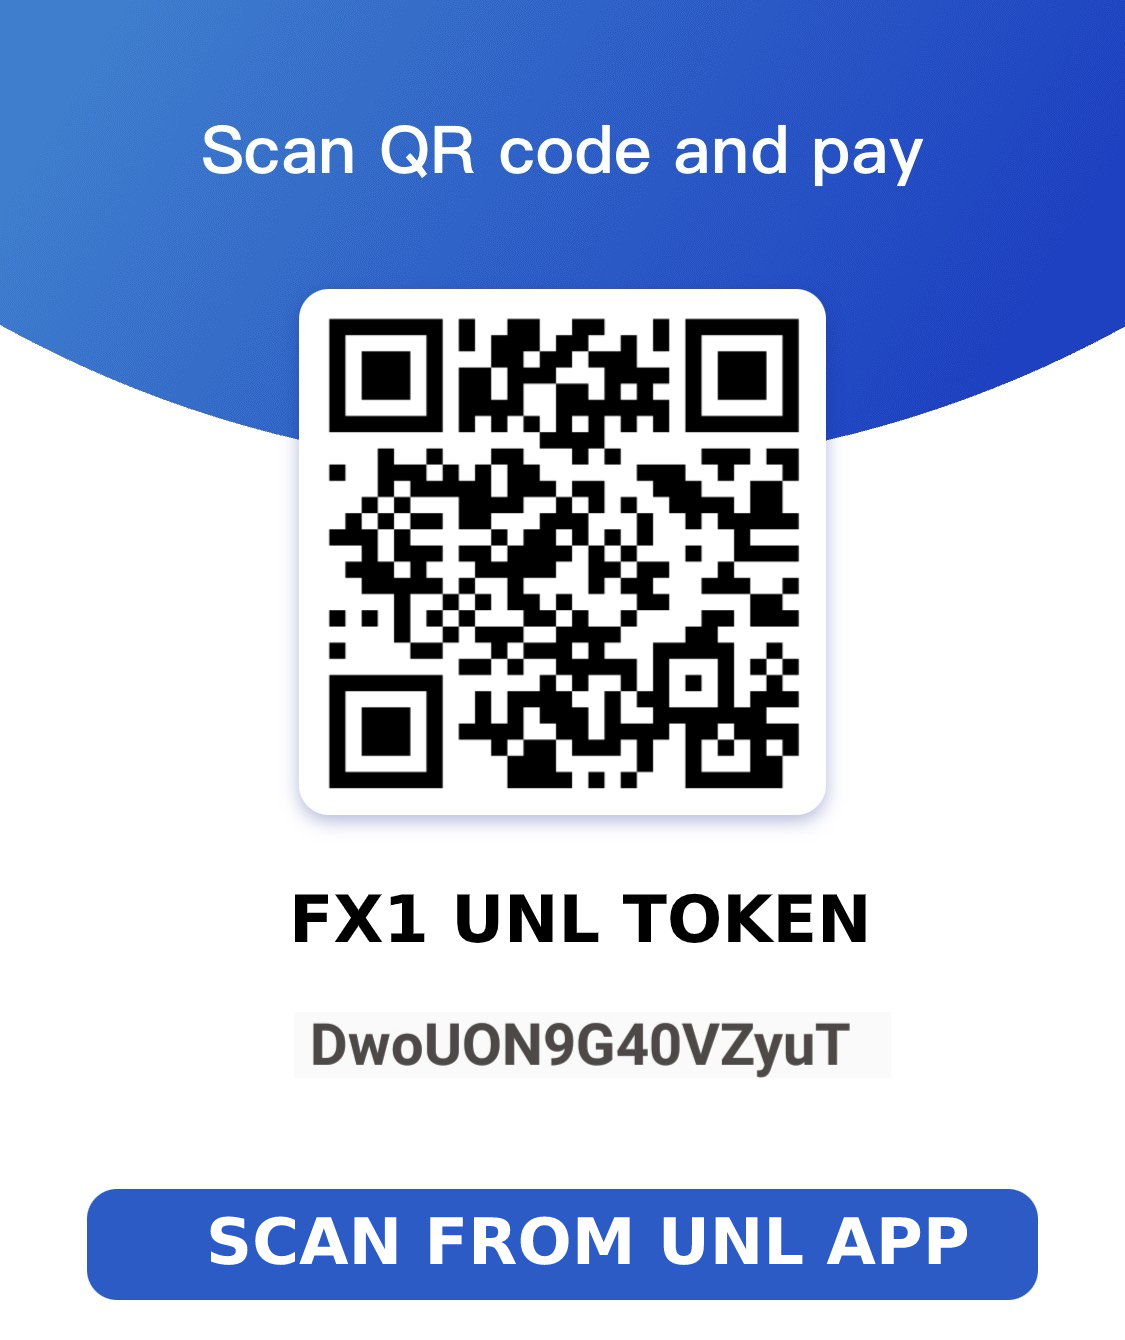 Scan QR code and pay
FX1 UNL TOKEN
DwoUON9G40VZyuT
SCAN FROM UNL APP